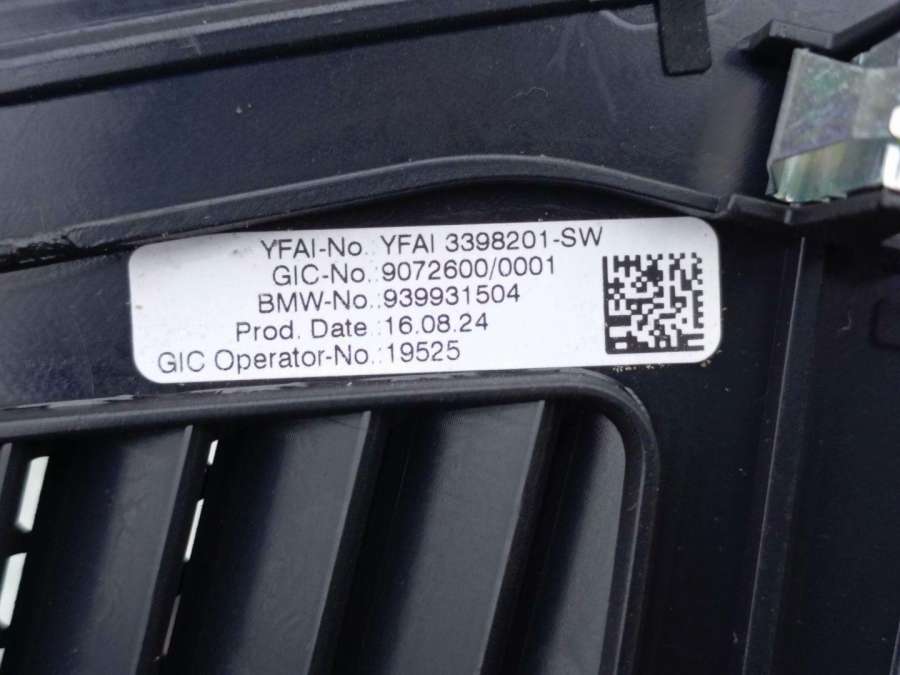 YFAI-No.: YFAI 3398201-SW
GIC-No.:9072600/0001
BMW-No.:939931504
Prod. Date :16.08.24
GIC Operator-No.:19525